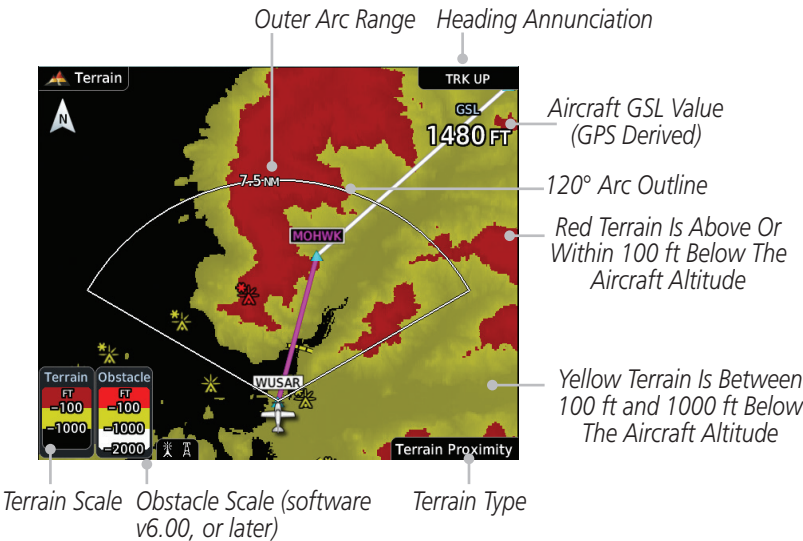 Outer Arc Range
Heading Annunciation
Terrain
TRK UP
N
GSL
1480 FT
Aircraft GSL Value
(GPS Derived)
7.5 NM
120° Arc Outline
MOHWK
Red Terrain Is Above Or
Within 100 ft Below The
Aircraft Altitude
WUSAR
Yellow Terrain Is Between
100 ft and 1000 ft Below
The Aircraft Altitude
Terrain
FT
-100
-1000
Obstacle
FT
-100
-1000
-2000
Terrain Proximity
Terrain Scale
Obstacle Scale (software
v6.00, or later)
Terrain Type